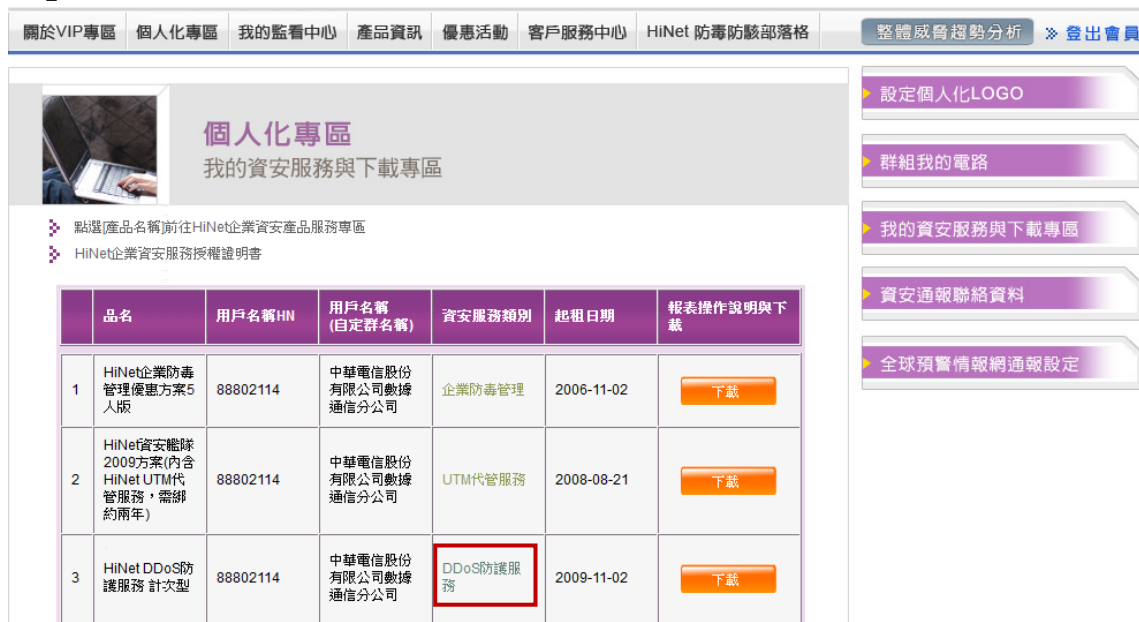 關於VIP專區 個人化專區 我的監看中心 產品資訊 優惠活動 客戶服務中心 HiNet 防毒防駭部落格 整體威脅趨勢分析 登出會員
個人化專區
我的資安服務與下載專區
點選[產品名稱]前往HiNet企業資安產品服務專區
HiNet企業資安服務授權證明書
品名 用戶名稱HN 用戶名稱 資安服務類別 起租日期 報表操作說明與下
(自定群名稱) 載
HiNet企業防毒 中華電信股份
1 管理優惠方案5 88802114 有限公司數據 企業防毒管理 2006-11-02 下載
人版 通信分公司
HiNet資安艦隊
2009方案(內含 中華電信股份
2 HiNet UTM代 88802114 有限公司數據 UTM代管服務 2008-08-21 下載
管服務，需綁 通信分公司
約兩年)
中華電信股份
3 HiNet DDoS防 88802114 有限公司數據 DDoS防護服 2009-11-02 下載
護服務 計次型 通信分公司 務
設定個人化LOGO
群組我的電路
我的資安服務與下載專區
資安通報聯絡資料
全球預警情報網通報設定